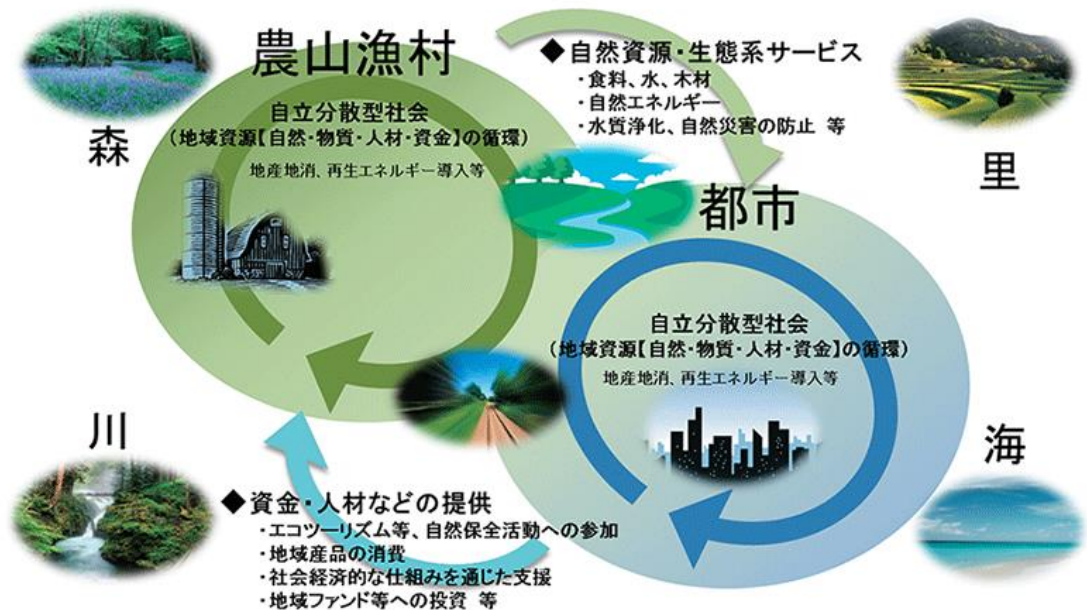 農山漁村
森
自立分散型社会
(地域資源【自然・物質・人材・資金】の循環)
地産地消、再生エネルギー導入等
◆自然資源・生態系サービス
・食料、水、木材
・自然エネルギー
・水質浄化、自然災害の防止 等
里
都市
自立分散型社会
(地域資源【自然・物質・人材・資金】の循環)
地産地消、再生エネルギー導入等
川
海
◆資金・人材などの提供
・エコツーリズム等、自然保全活動への参加
・地域産品の消費
・社会経済的な仕組みを通じた支援
・地域ファンド等への投資 等